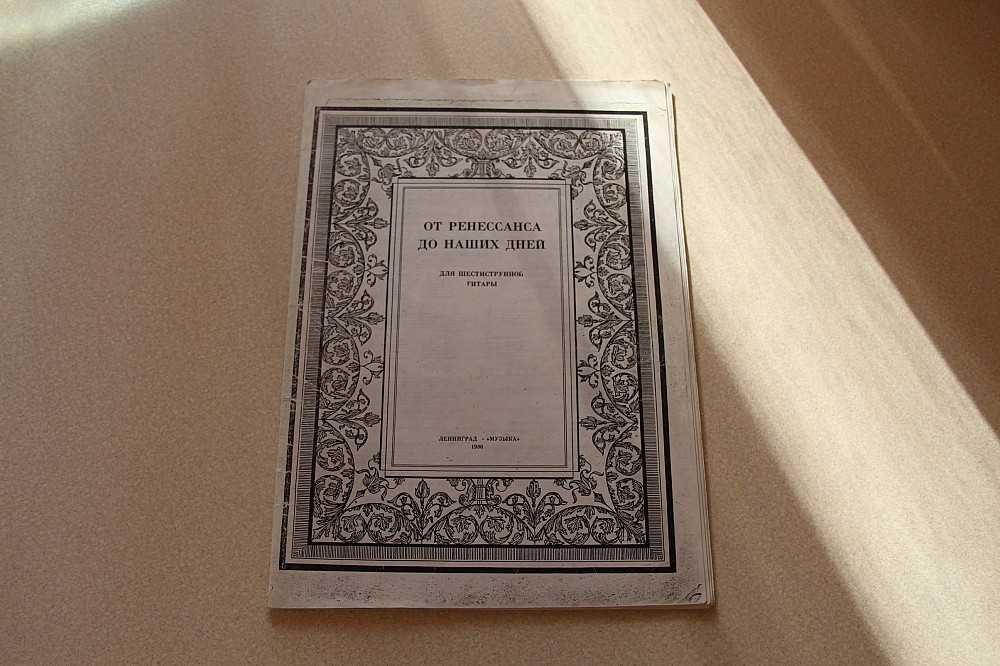 ОТ РЕНЕССАНСА
ДО НАШИХ ДНЕЙ
ДЛЯ ШЕСТИСТРУННОЙ
ГИТАРЫ
ЛЕНИНГРАД · «МУЗЫКА»